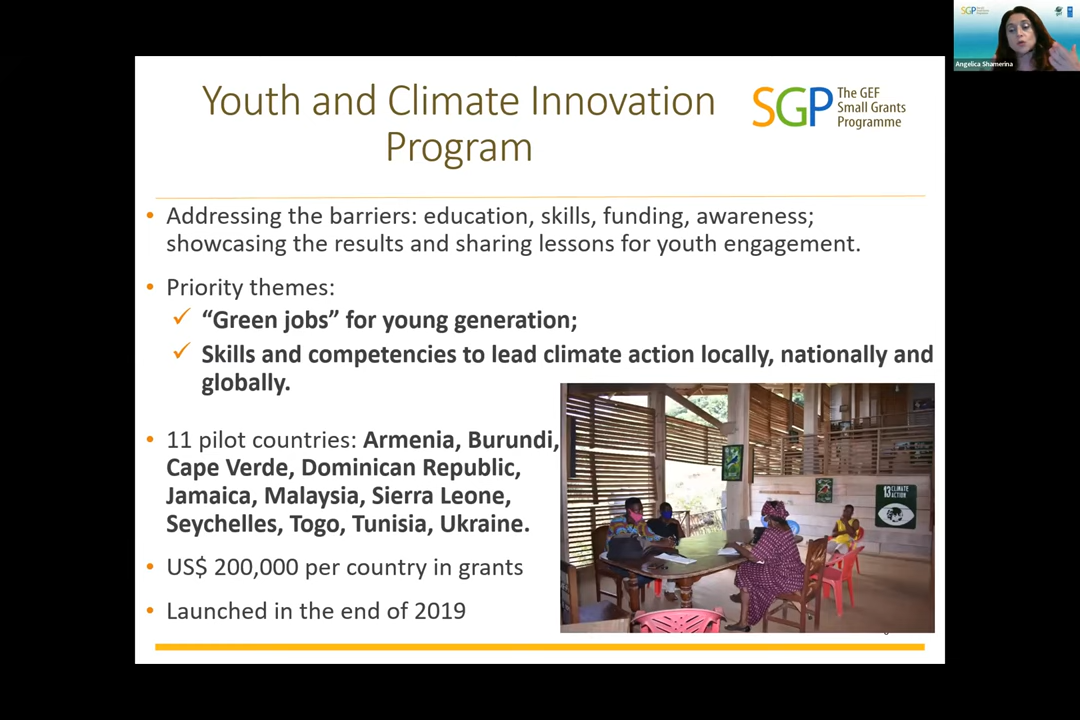 SGP
Angelica Shamerina
Youth and Climate Innovation
Program
SGP The GEF
Small Grants
Programme
• Addressing the barriers: education, skills, funding, awareness;
showcasing the results and sharing lessons for youth engagement.
• Priority themes:
✓ “Green jobs” for young generation;
✓ Skills and competencies to lead climate action locally, nationally and
globally.
• 11 pilot countries: Armenia, Burundi,
Cape Verde, Dominican Republic,
Jamaica, Malaysia, Sierra Leone,
Seychelles, Togo, Tunisia, Ukraine.
• US$ 200,000 per country in grants
• Launched in the end of 2019
13 CLIMATE
ACTION